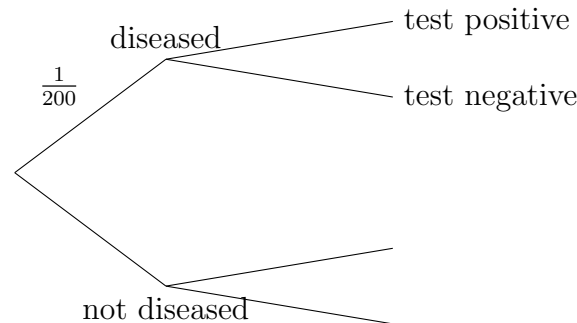 test positive
diseased
1/200
test negative
not diseased